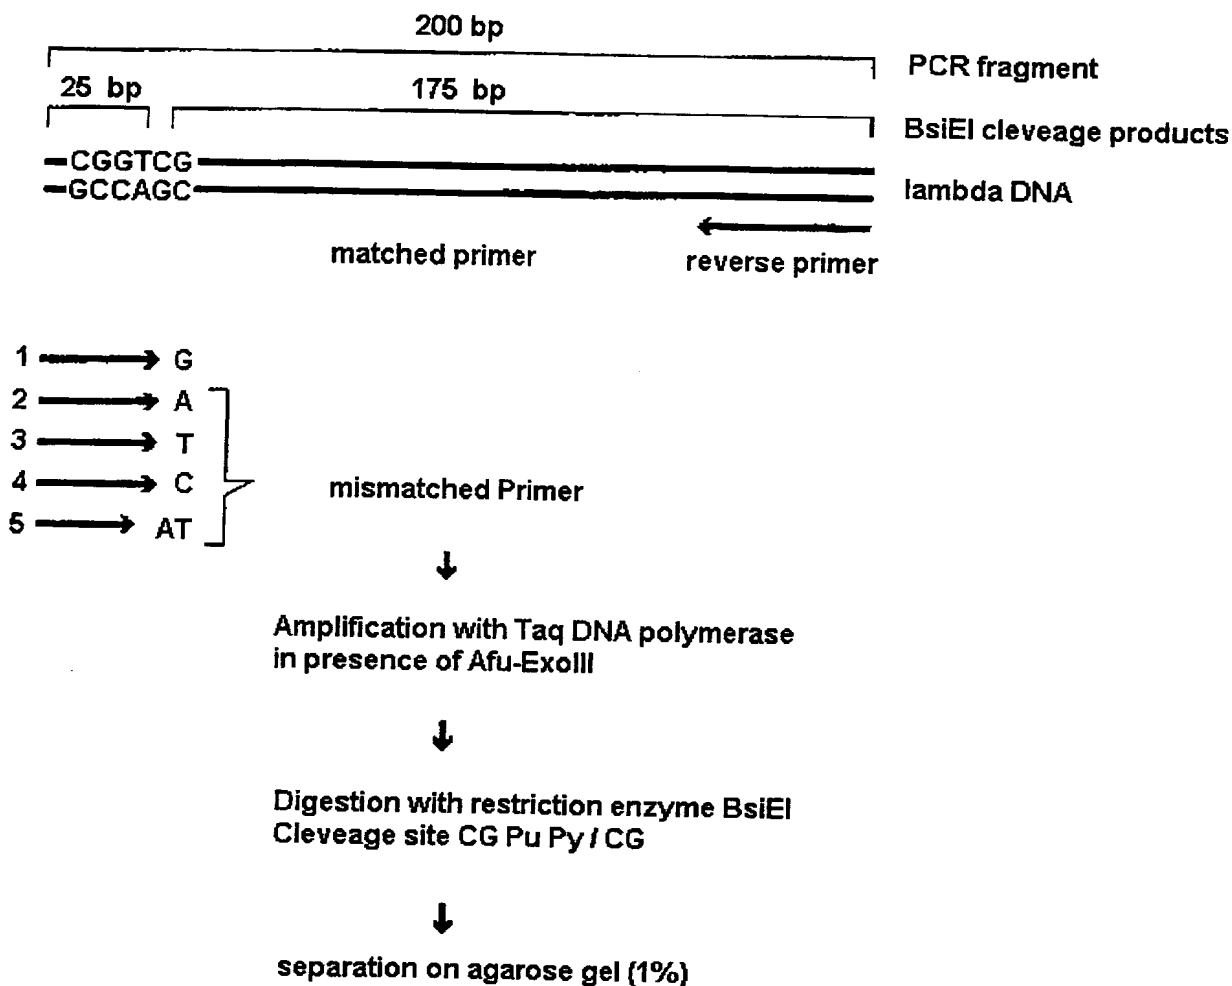 200 bp
PCR fragment
25 bp
175 bp
BsiEI cleveage products
CGGTCG
GCCAGC
lambda DNA
matched primer
reverse primer
1 G
2 A
3 T
4 C
mismatched Primer
5 AT
Amplification with Taq DNA polymerase
in presence of Afu-ExoIII
Digestion with restriction enzyme BsiEI
Cleveage site CG Pu Py / CG
separation on agarose gel (1%)